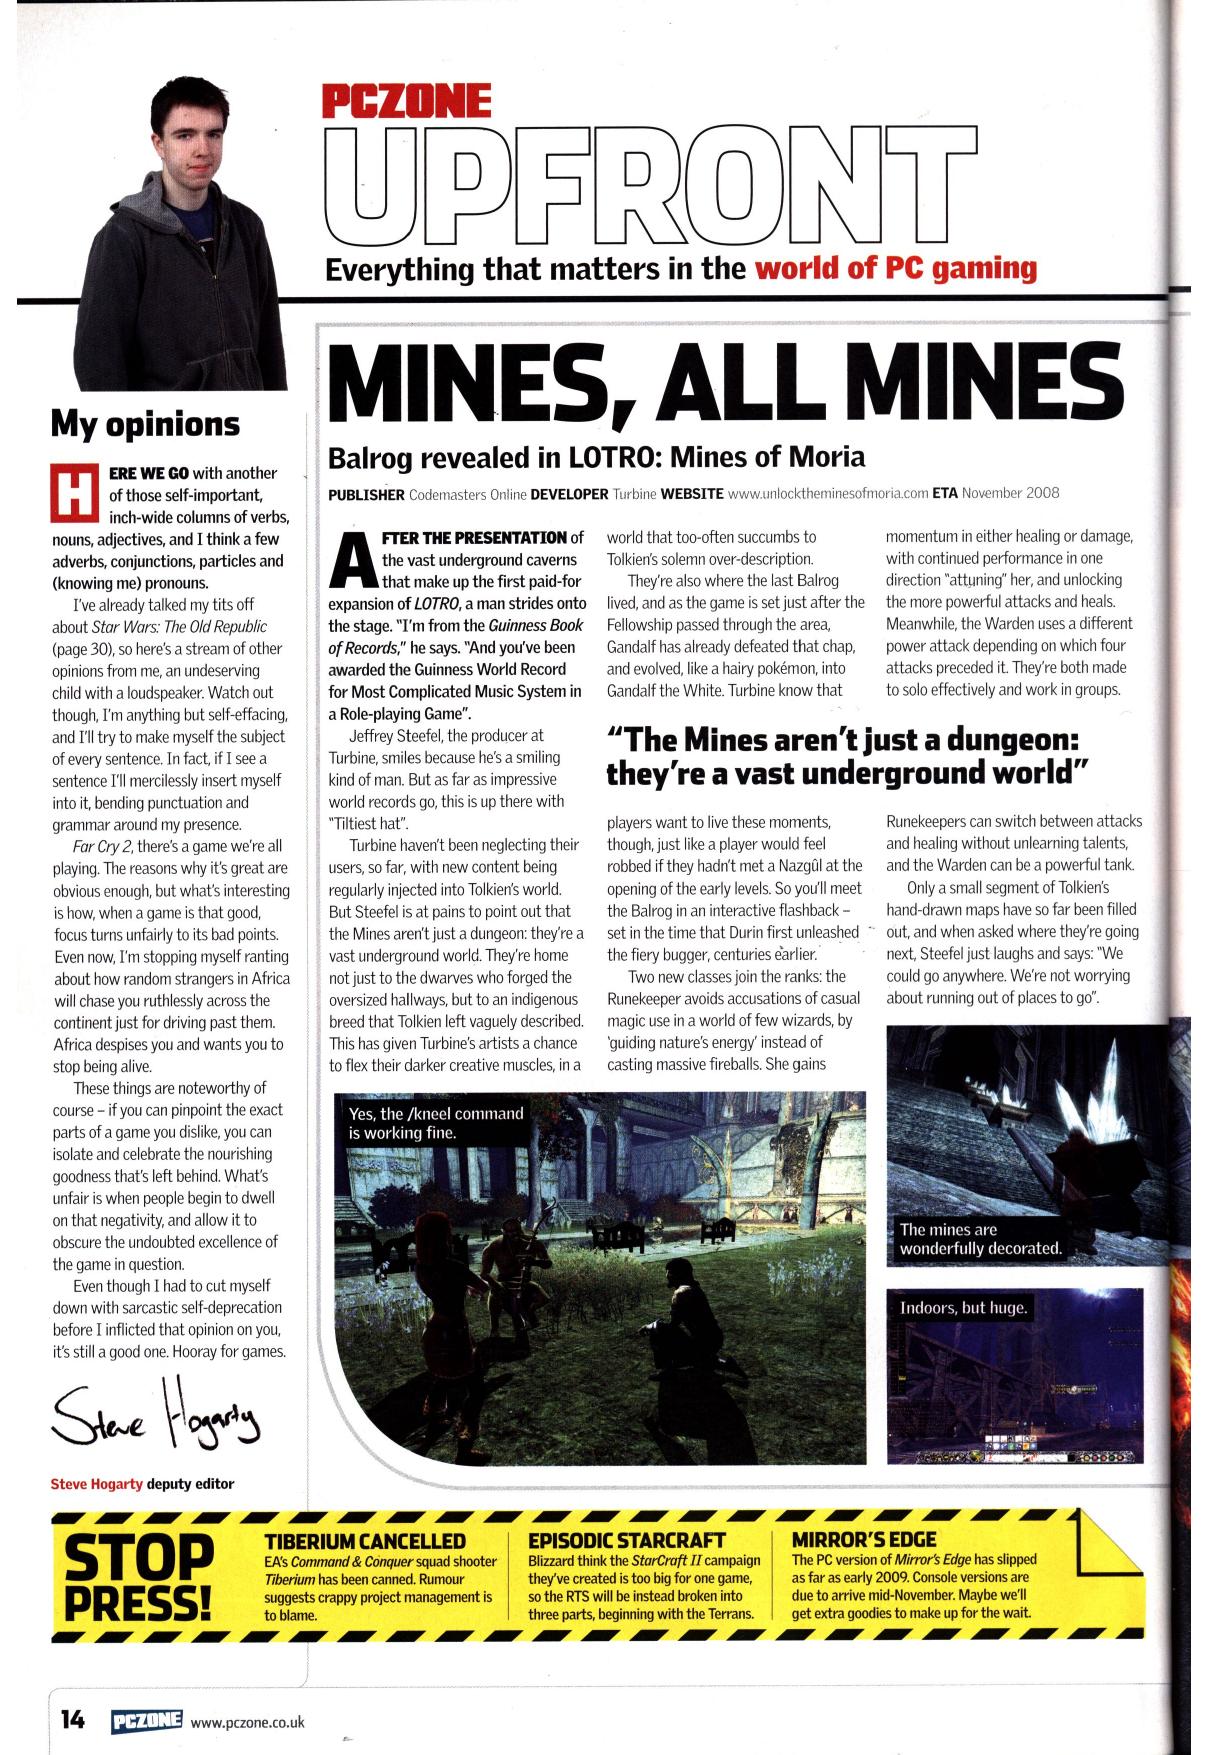 PCZONE
UPFRONT
Everything that matters in the world of PC gaming
My opinions
HERE WE GO with another
of those self-important,
inch-wide columns of verbs,
nouns, adjectives, and I think a few
adverbs, conjunctions, particles and
(knowing me) pronouns.
I've already talked my tits off
about Star Wars: The Old Republic
(page 30), so here's a stream of other
opinions from me, an undeserving
child with a loudspeaker. Watch out
though, I'm anything but self-effacing,
and I'll try to make myself the subject
of every sentence. In fact, if I see a
sentence I'll mercilessly insert myself
into it, bending punctuation and
grammar around my presence.
Far Cry 2, there's a game we're all
playing. The reasons why it's great are
obvious enough, but what's interesting
is how, when a game is that good,
focus turns unfairly to its bad points.
Even now, I'm stopping myself ranting
about how random strangers in Africa
will chase you ruthlessly across the
continent just for driving past them.
Africa despises you and wants you to
stop being alive.
These things are noteworthy of
course – if you can pinpoint the exact
parts of a game you dislike, you can
isolate and celebrate the nourishing
goodness that's left behind. What's
unfair is when people begin to dwell
on that negativity, and allow it to
obscure the undoubted excellence of
the game in question.
Even though I had to cut myself
down with sarcastic self-deprecation
before I inflicted that opinion on you,
it's still a good one. Hooray for games.
Steve Hogarty
Steve Hogarty deputy editor
MINES, ALL MINES
Balrog revealed in LOTRO: Mines of Moria
PUBLISHER Codemasters Online DEVELOPER Turbine WEBSITE www.unlocktheminesofmoria.com ETA November 2008
AFTER THE PRESENTATION of
the vast underground caverns
that make up the first paid-for
expansion of LOTRO, a man strides onto
the stage. "I'm from the Guinness Book
of Records," he says. "And you've been
awarded the Guinness World Record
for Most Complicated Music System in
a Role-playing Game".
Jeffrey Steefel, the producer at
Turbine, smiles because he's a smiling
kind of man. But as far as impressive
world records go, this is up there with
"Tiltiest hat".
Turbine haven't been neglecting their
users, so far, with new content being
regularly injected into Tolkien's world.
But Steefel is at pains to point out that
the Mines aren't just a dungeon: they're a
vast underground world. They're home
not just to the dwarves who forged the
oversized hallways, but to an indigenous
breed that Tolkien left vaguely described.
This has given Turbine's artists a chance
to flex their darker creative muscles, in a
world that too-often succumbs to
Tolkien's solemn over-description.
They're also where the last Balrog
lived, and as the game is set just after the
Fellowship passed through the area,
Gandalf has already defeated that chap,
and evolved, like a hairy pokémon, into
Gandalf the White. Turbine know that
"The Mines aren't just a dungeon:
they're a vast underground world"
players want to live these moments,
though, just like a player would feel
robbed if they hadn't met a Nazgûl at the
opening of the early levels. So you'll meet
the Balrog in an interactive flashback –
set in the time that Durin first unleashed
the fiery bugger, centuries earlier.
Two new classes join the ranks: the
Runekeeper avoids accusations of casual
magic use in a world of few wizards, by
'guiding nature's energy' instead of
casting massive fireballs. She gains
momentum in either healing or damage,
with continued performance in one
direction "attuning" her, and unlocking
the more powerful attacks and heals.
Meanwhile, the Warden uses a different
power attack depending on which four
attacks preceded it. They're both made
to solo effectively and work in groups.
Runekeepers can switch between attacks
and healing without unlearning talents,
and the Warden can be a powerful tank.
Only a small segment of Tolkien's
hand-drawn maps have so far been filled
out, and when asked where they're going
next, Steefel just laughs and says: "We
could go anywhere. We're not worrying
about running out of places to go".
Yes, the /kneel command
is working fine.
The mines are
wonderfully decorated.
Indoors, but huge.
STOP
PRESS!
TIBERIUM CANCELLED
EA's Command & Conquer squad shooter
Tiberium has been canned. Rumour
suggests crappy project management is
to blame.
EPISODIC STARCRAFT
Blizzard think the StarCraft II campaign
they've created is too big for one game,
so the RTS will be instead broken into
three parts, beginning with the Terrans.
MIRROR'S EDGE
The PC version of Mirror's Edge has slipped
as far as early 2009. Console versions are
due to arrive mid-November. Maybe we'll
get extra goodies to make up for the wait.
14 PCZONE www.pczone.co.uk